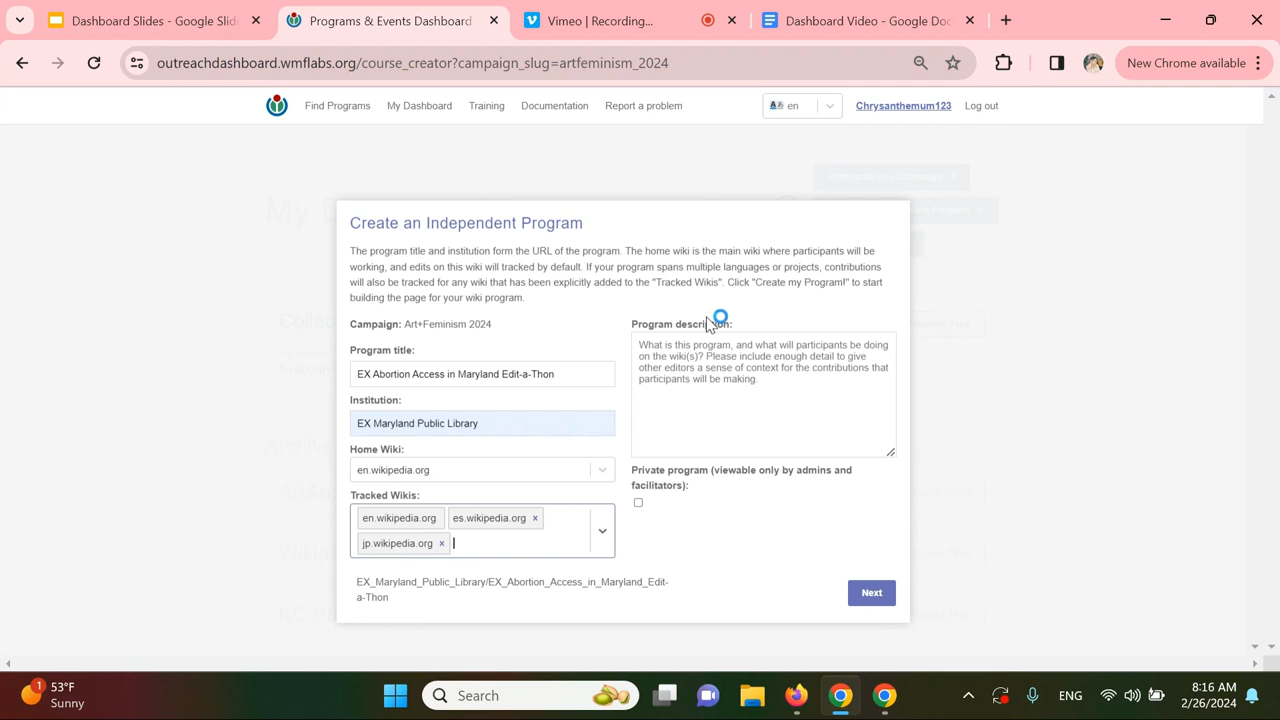 Dashboard Slides - Google Slid
Programs & Events Dashboard
Vimeo | Recording...
Dashboard Video - Google Doc
outreachdashboard.wmflabs.org/course_creator?campaign_slug=artfeminism_2024
New Chrome available
Find Programs
My Dashboard
Training
Documentation
Report a problem
en
Chrysanthemum123
Log out
Create an Independent Program
The program title and institution form the URL of the program. The home wiki is the main wiki where participants will be
working, and edits on this wiki will tracked by default. If your program spans multiple languages or projects, contributions
will also be tracked for any wiki that has been explicitly added to the "Tracked Wikis". Click "Create my Program!" to start
building the page for your wiki program.
Campaign: Art+Feminism 2024
Program title:
EX Abortion Access in Maryland Edit-a-Thon
Institution:
EX Maryland Public Library
Home Wiki:
en.wikipedia.org
Tracked Wikis:
en.wikipedia.org
es.wikipedia.org ×
jp.wikipedia.org ×
EX_Maryland_Public_Library/EX_Abortion_Access_in_Maryland_Edit-
a-Thon
Program description:
What is this program, and what will participants be doing
on the wiki(s)? Please include enough detail to give
other editors a sense of context for the contributions that
participants will be making.
Private program (viewable only by admins and
facilitators):
Next
1
53°F
Sunny
Search
ENG
8:16 AM
2/26/2024